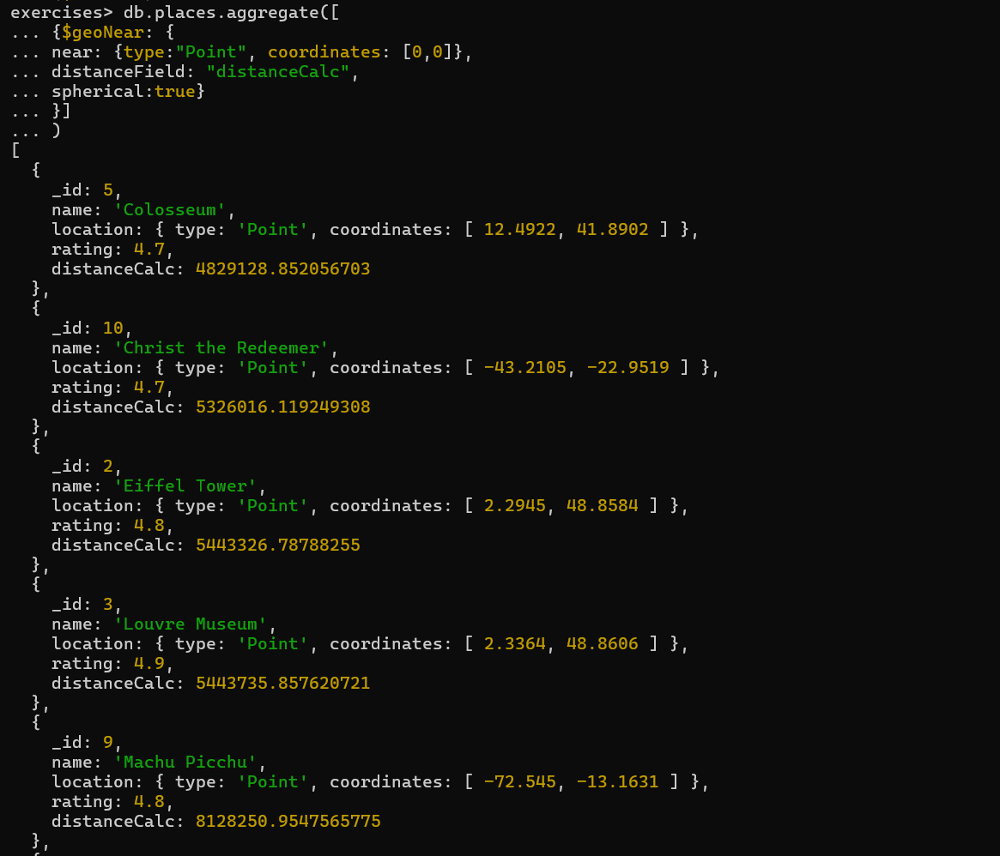 exercises> db.places.aggregate([
... {$geoNear: {
... near: {type:"Point", coordinates: [0,0]},
... distanceField: "distanceCalc",
... spherical:true}
... }]
... )
[
  {
    _id: 5,
    name: 'Colosseum',
    location: { type: 'Point', coordinates: [ 12.4922, 41.8902 ] },
    rating: 4.7,
    distanceCalc: 4829128.852056703
  },
  {
    _id: 10,
    name: 'Christ the Redeemer',
    location: { type: 'Point', coordinates: [ -43.2105, -22.9519 ] },
    rating: 4.7,
    distanceCalc: 5326016.119249308
  },
  {
    _id: 2,
    name: 'Eiffel Tower',
    location: { type: 'Point', coordinates: [ 2.2945, 48.8584 ] },
    rating: 4.8,
    distanceCalc: 5443326.78788255
  },
  {
    _id: 3,
    name: 'Louvre Museum',
    location: { type: 'Point', coordinates: [ 2.3364, 48.8606 ] },
    rating: 4.9,
    distanceCalc: 5443735.857620721
  },
  {
    _id: 9,
    name: 'Machu Picchu',
    location: { type: 'Point', coordinates: [ -72.545, -13.1631 ] },
    rating: 4.8,
    distanceCalc: 8128250.9547565775
  },
  {